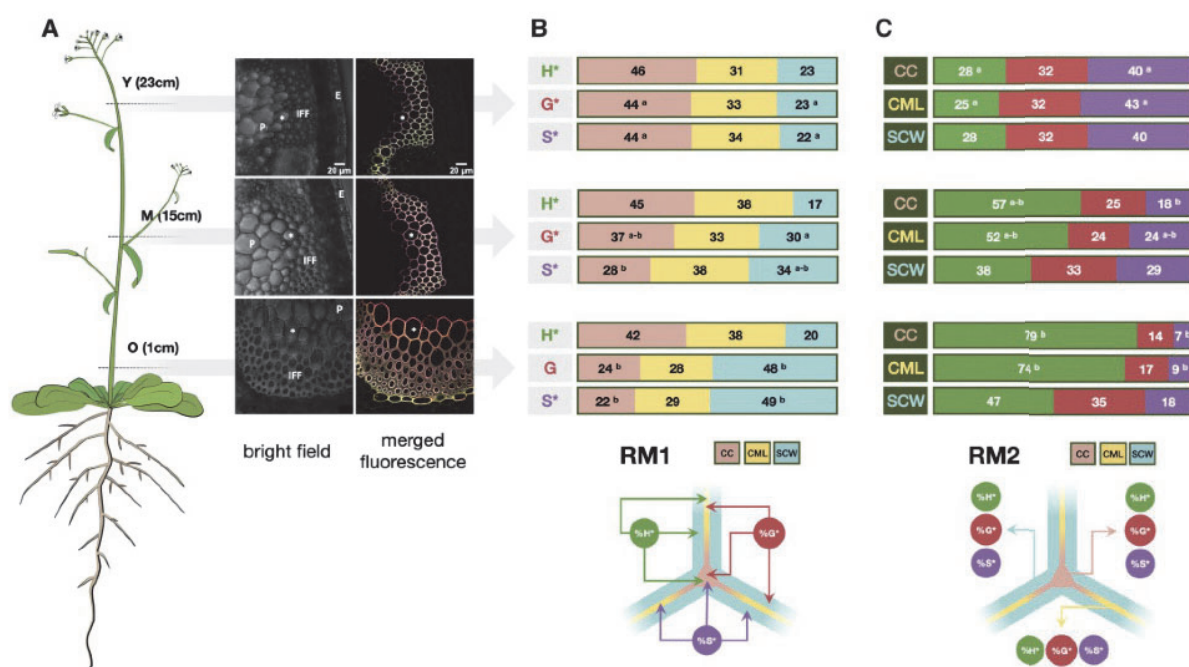 A
Y (23cm)
M (15cm)
O (1cm)
E
IFF
P
20 µm
20 µm
E
P
IFF
P
IFF
bright field
merged
fluorescence
B
H* 46 31 23
G* 44 a 33 23 a
S* 44 a 34 22 a
H* 45 38 17
G* 37 a-b 33 30 a
S* 28 b 38 34 a-b
H* 42 38 20
G 24 b 28 48 b
S* 22 b 29 49 b
RM1 CC CML SCW
%H* %G*
%S*
C
CC 28 a 32 40 a
CML 25 a 32 43 a
SCW 28 32 40
CC 57 a-b 25 18 b
CML 52 a-b 24 24 a-b
SCW 38 33 29
CC 79 b 14 7 b
CML 74 b 17 9 b
SCW 47 35 18
RM2 CC CML SCW
%H* %H*
%G* %G*
%S* %S*
%H* %G* %S*